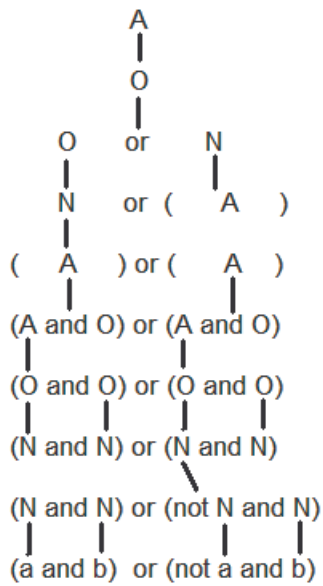 A
O
O or N
N or ( A )
( A ) or ( A )
(A and O) or (A and O)
(O and O) or (O and O)
(N and N) or (N and N)
(N and N) or (not N and N)
(a and b) or (not a and b)